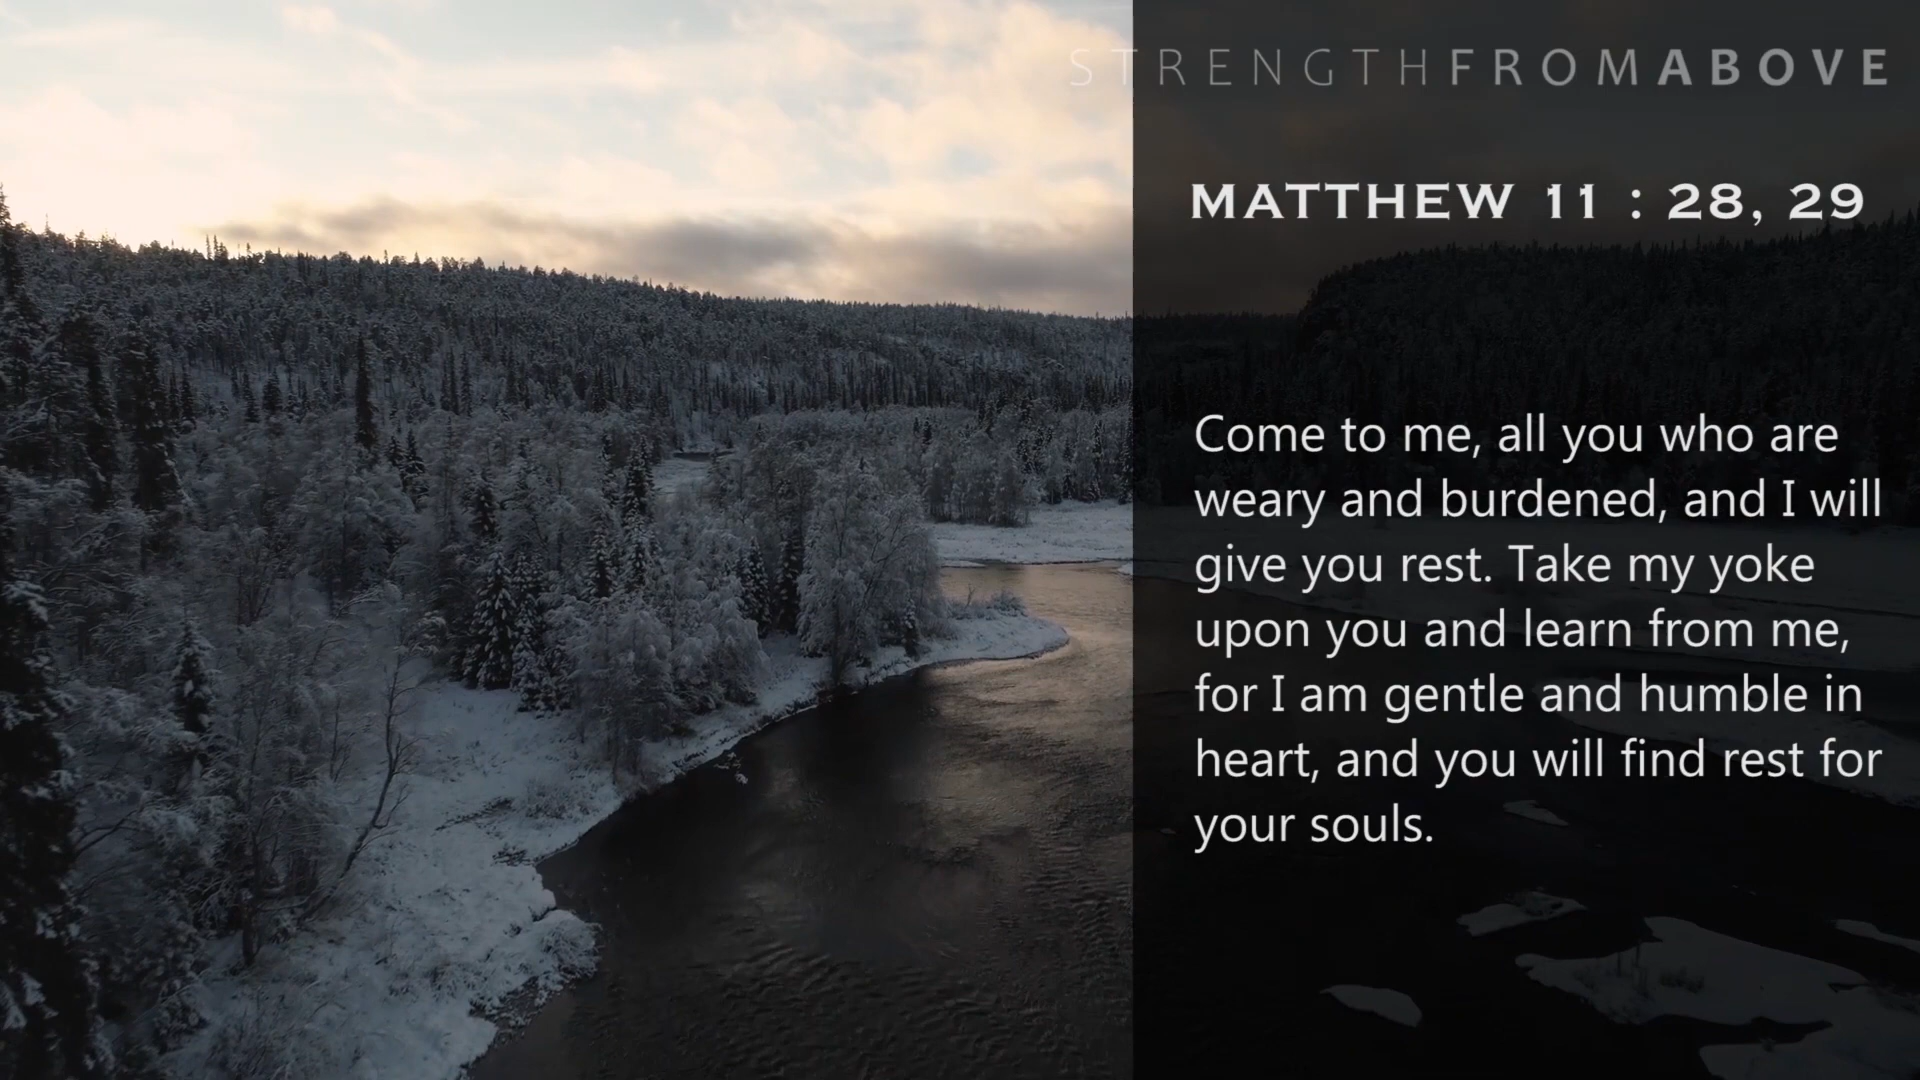 STRENGTHFROMABOVE
MATTHEW 11 : 28, 29
Come to me, all you who are
weary and burdened, and I will
give you rest. Take my yoke
upon you and learn from me,
for I am gentle and humble in
heart, and you will find rest for
your souls.